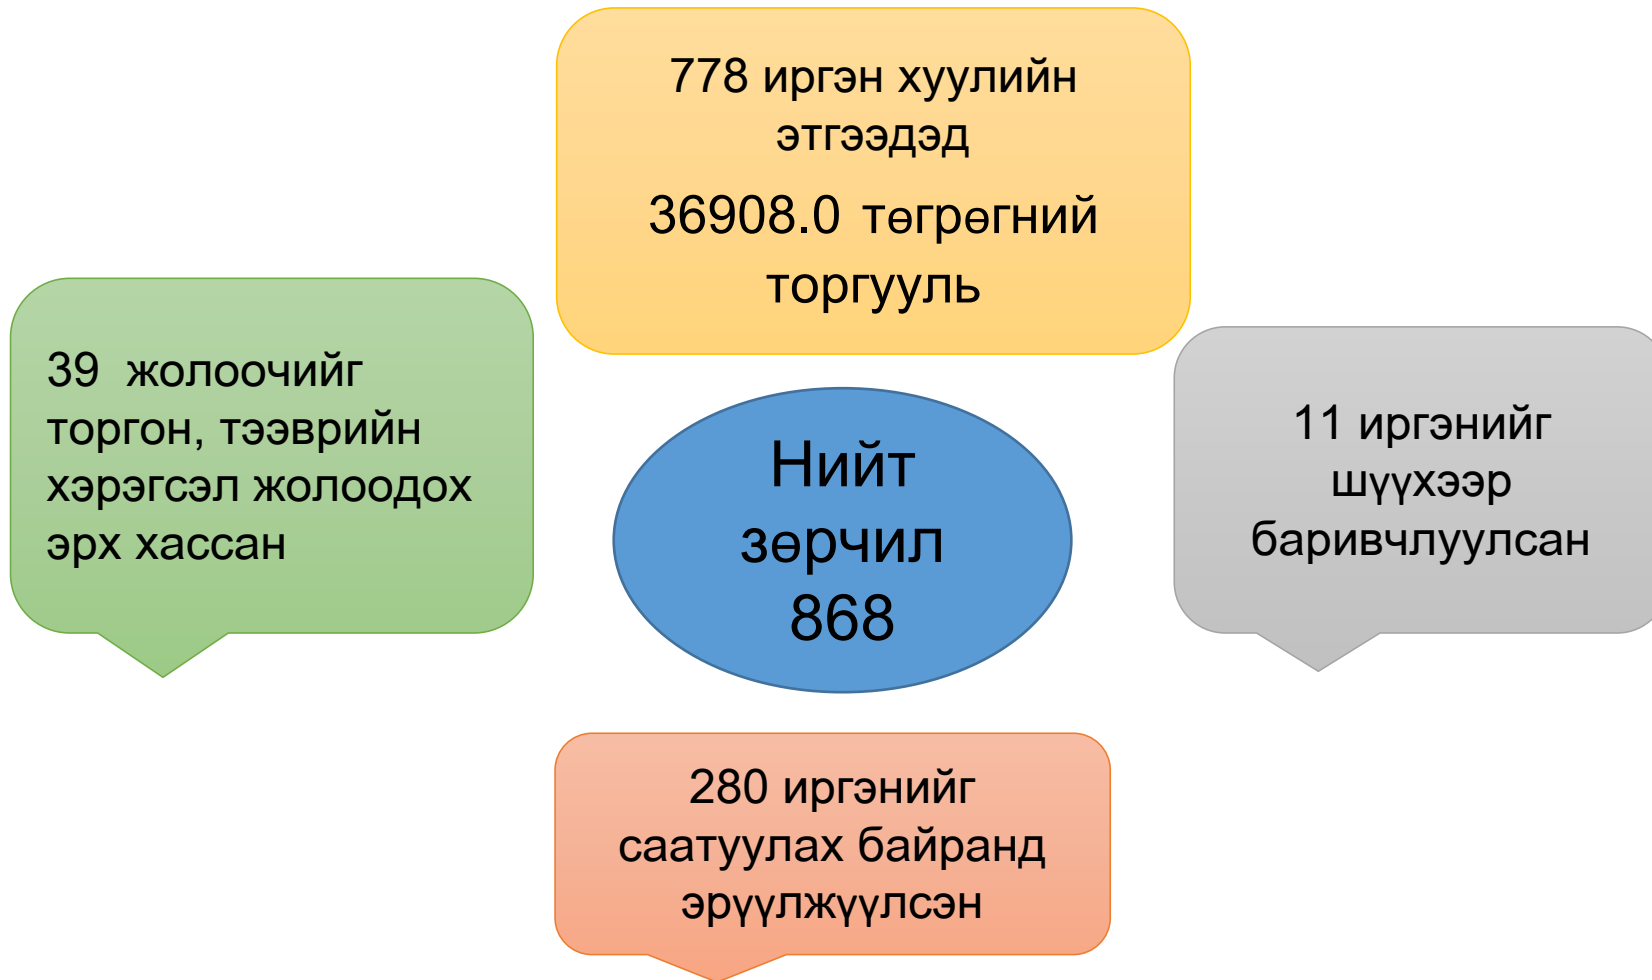 778 иргэн хуулийн
этгээдэд
36908.0 төгрөгний
торгууль
39 жолоочийг
торгон, тээврийн
хэрэгсэл жолоодох
эрх хассан
Нийт
зөрчил
868
11 иргэнийг
шүүхээр
баривчлуулсан
280 иргэнийг
саатуулах байранд
эрүүлжүүлсэн